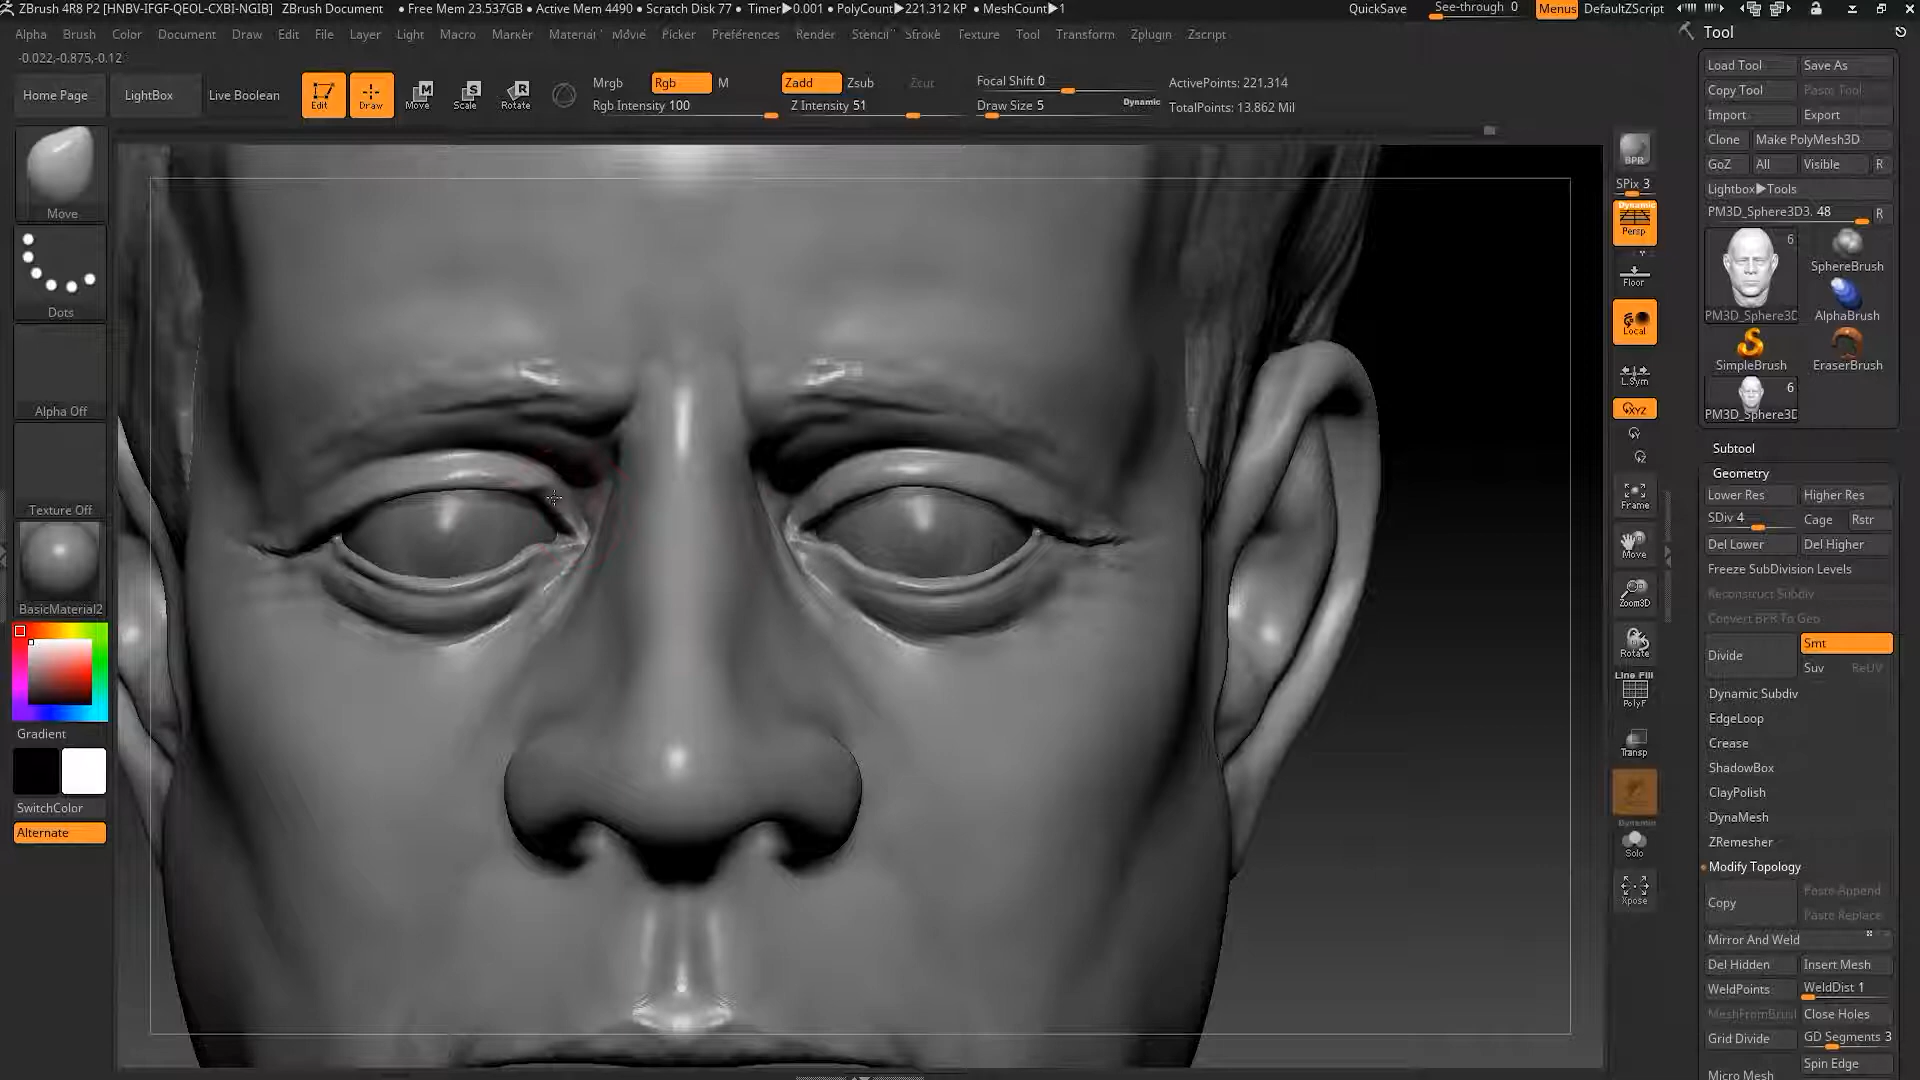 ZBrush 4R8 P2 [HNBV-IFGF-QEOL-CXBI-NGIB] ZBrush Document • Free Mem 23.537GB • Active Mem 4490 • Scratch Disk 77 • Timer▶0.001 • PolyCount▶221.312 KP • MeshCount▶1 QuickSave See-through 0 Menus DefaultZScript
Alpha Brush Color Document Draw Edit File Layer Light Macro Marker Material Movie Picker Preferences Render Stencil Stroke Texture Tool Transform Zplugin Zscript
-0.022,-0.875,-0.12
Home Page LightBox Live Boolean Edit Draw Move Scale Rotate
Mrgb Rgb M Zadd Zsub Zcut Focal Shift 0 ActivePoints: 221,314
Rgb Intensity 100 Z Intensity 51 Draw Size 5 Dynamic TotalPoints: 13.862 Mil
Move
Dots
Alpha Off
Texture Off
BasicMaterial2
Gradient
SwitchColor
Alternate
BPR
SPix 3
Dynamic
Persp
Floor
Local
L.Sym
XYZ
Frame
Move
Zoom3D
Rotate
Line Fill
PolyF
Transp
Dynamic
Solo
Xpose
Tool
Load Tool Save As
Copy Tool Paste Tool
Import Export
Clone Make PolyMesh3D
GoZ All Visible R
Lightbox▶Tools
PM3D_Sphere3D3. 48 R
6
SphereBrush
PM3D_Sphere3D AlphaBrush
SimpleBrush EraserBrush
6
PM3D_Sphere3D
Subtool
Geometry
Lower Res Higher Res
SDiv 4 Cage Rstr
Del Lower Del Higher
Freeze SubDivision Levels
Reconstruct Subdiv
Convert BPR To Geo
Divide Smt
Suv ReUV
Dynamic Subdiv
EdgeLoop
Crease
ShadowBox
ClayPolish
DynaMesh
ZRemesher
Modify Topology
Copy Paste Append
Paste Replace
Mirror And Weld
Del Hidden Insert Mesh
WeldPoints WeldDist 1
MeshFromBrus Close Holes
Grid Divide GD Segments 3
Micro Mesh Spin Edge